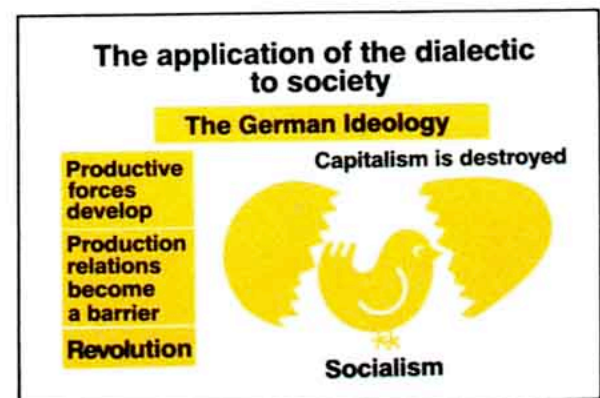 The application of the dialectic
to society
The German Ideology
Productive
forces
develop
Production
relations
become
a barrier
Revolution
Capitalism is destroyed
Socialism